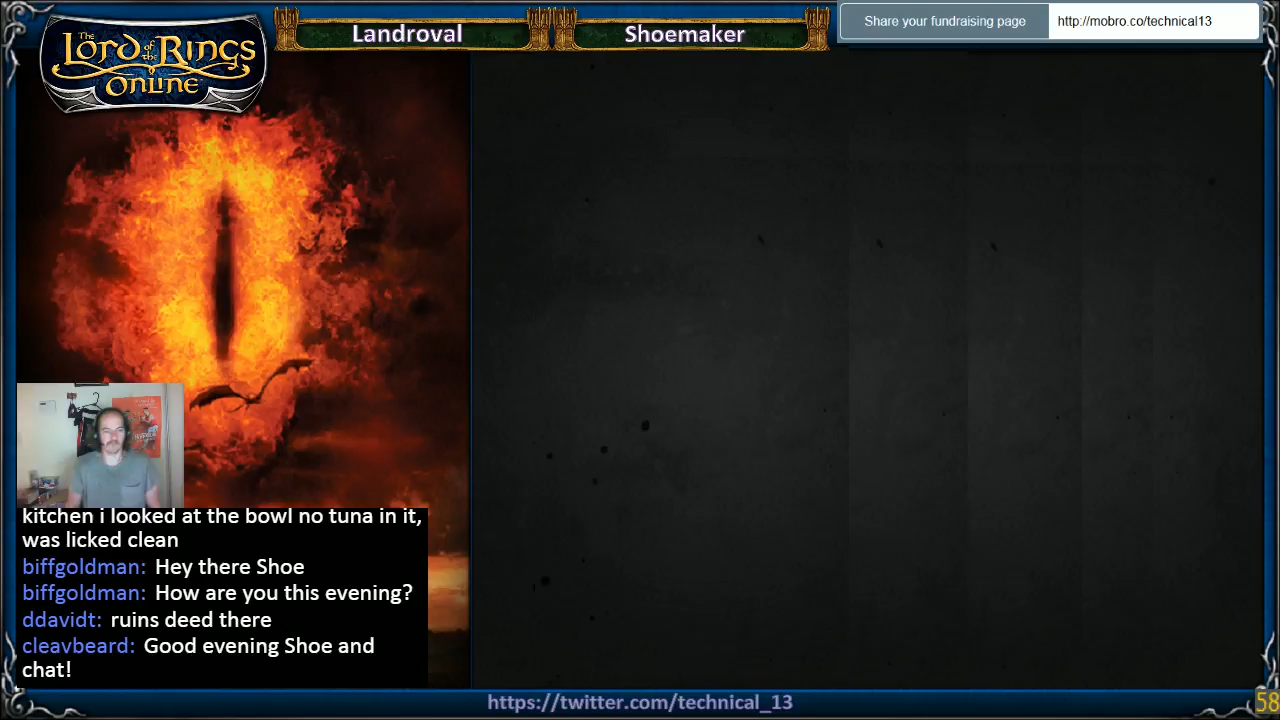 The
Lord of the Rings
Online
Landroval
Shoemaker
Share your fundraising page
http://mobro.co/technical13
kitchen i looked at the bowl no tuna in it,
was licked clean
biffgoldman: Hey there Shoe
biffgoldman: How are you this evening?
ddavidt: ruins deed there
cleavbeard: Good evening Shoe and
chat!
https://twitter.com/technical_13
58